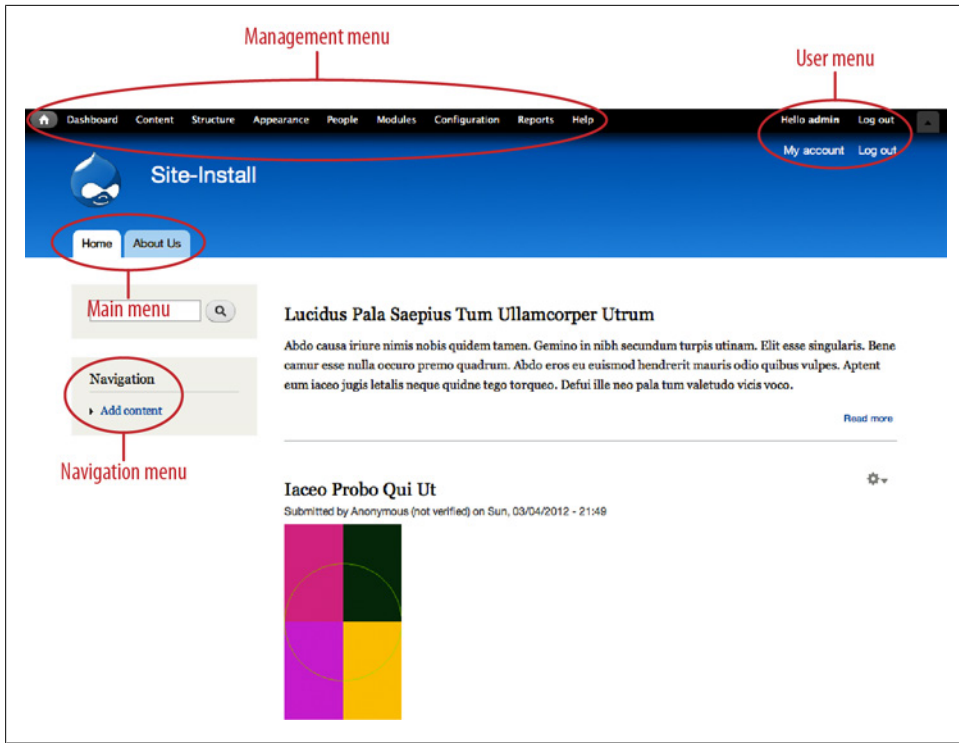 Management menu
User menu
Dashboard Content Structure Appearance People Modules Configuration Reports Help Hello admin Log out
My account Log out
Site-Install
Home About Us
Main menu
Lucidus Pala Saepius Tum Ullamcorper Utrum
Abdo causa iriure nimis nobis quidem tamen. Gemino in nibh secundum turpis utinam. Elit esse singularis. Bene
camur esse nulla occuro premo quadrum. Abdo eros eu euismod hendrerit mauris odio quibus vulpes. Aptent
eum iaceo jugis letalis neque quidne tego torqueo. Defui ille neo pala tum valetudo vicis voco.
Navigation
Add content
Read more
Navigation menu
Iaceo Probo Qui Ut
Submitted by Anonymous (not verified) on Sun, 03/04/2012 - 21:49